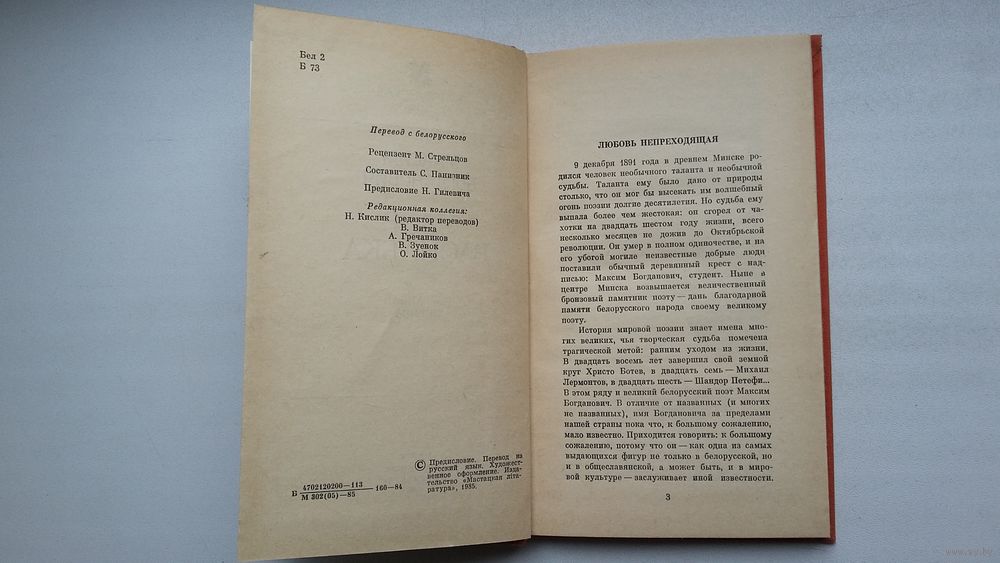 Бел 2
Б 73
Перевод с белорусского
Рецензент М. Стрельцов
Составитель С. Панизник
Предисловие Н. Гилевича
Редакционная коллегия:
Н. Кислик (редактор переводов)
В. Витка
А. Гречаников
В. Зуенок
О. Лойко
Б 4702120200—113 160—84
М 302(05)—85
© Предисловие. Перевод на
русский язык. Художест-
венное оформление. Изда-
тельство «Мастацкая літа-
ратура», 1985.
ЛЮБОВЬ НЕПРЕХОДЯЩАЯ
9 декабря 1891 года в древнем Минске ро-
дился человек необычного таланта и необычной
судьбы. Таланта ему было дано от природы
столько, что он мог бы высекать им волшебный
огонь поэзии долгие десятилетия. Но судьба ему
выпала более чем жестокая: он сгорел от ча-
хотки на двадцать шестом году жизни, всего
несколько месяцев не дожив до Октябрьской
революции. Он умер в полном одиночестве, и на
его убогой могиле неизвестные добрые люди
поставили обычный деревянный крест с над-
писью: Максим Богданович, студент. Ныне в
центре Минска возвышается величественный
бронзовый памятник поэту — дань благодарной
памяти белорусского народа своему великому
поэту.
История мировой поэзии знает имена мно-
гих великих, чья творческая судьба помечена
трагической метой: ранним уходом из жизни.
В двадцать восемь лет завершил свой земной
круг Христо Ботев, в двадцать семь — Михаил
Лермонтов, в двадцать шесть — Шандор Петефи...
В этом ряду и великий белорусский поэт Максим
Богданович. В отличие от названных (и многих
не названных), имя Богдановича за пределами
нашей страны пока что, к большому сожалению,
мало известно. Приходится говорить: к большому
сожалению, потому что он — как одна из самых
выдающихся фигур не только в белорусской, но
и в общеславянской, а может быть, и в миро-
вой культуре — заслуживает иной известности.
3